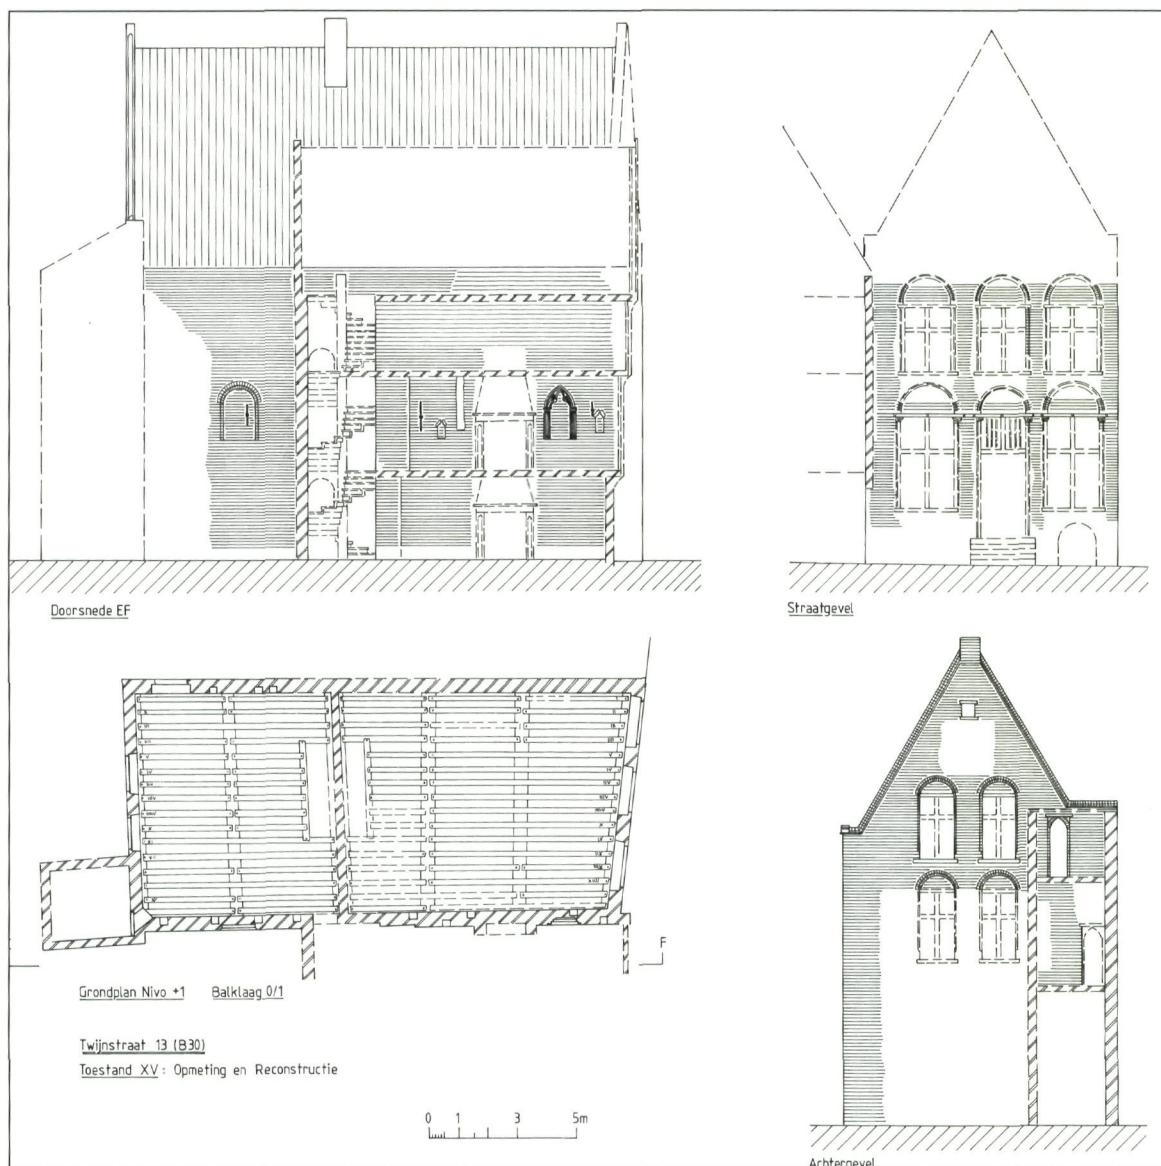 Doorsnede EF
Straatgevel
F
Grondplan Nivo +1 Balklaag 0/1
Twijnstraat 13 (B30)
Toestand XV : Opmeting en Reconstructie
0 1 3 5m
Achtergevel